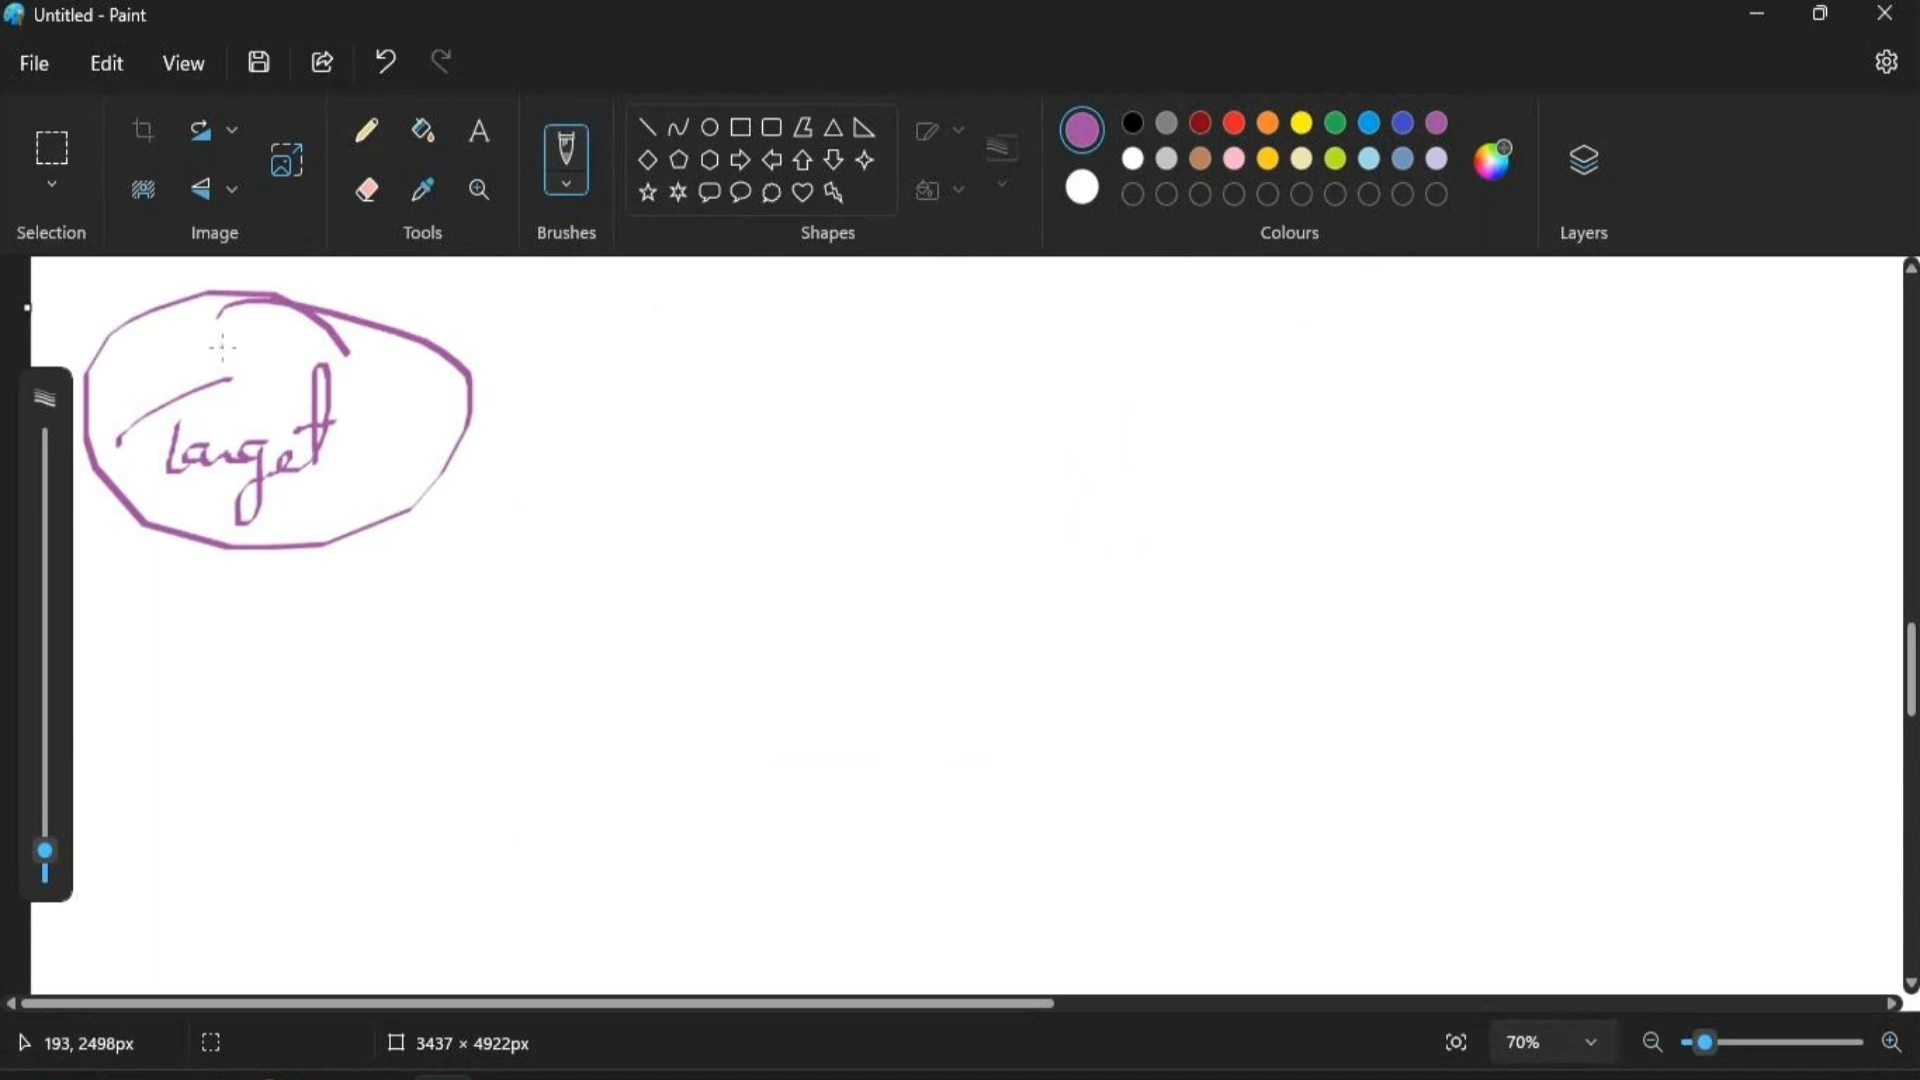 Untitled - Paint
File Edit View
Selection Image Tools Brushes Shapes Colours Layers
Target
193, 2498px 3437 × 4922px 70%